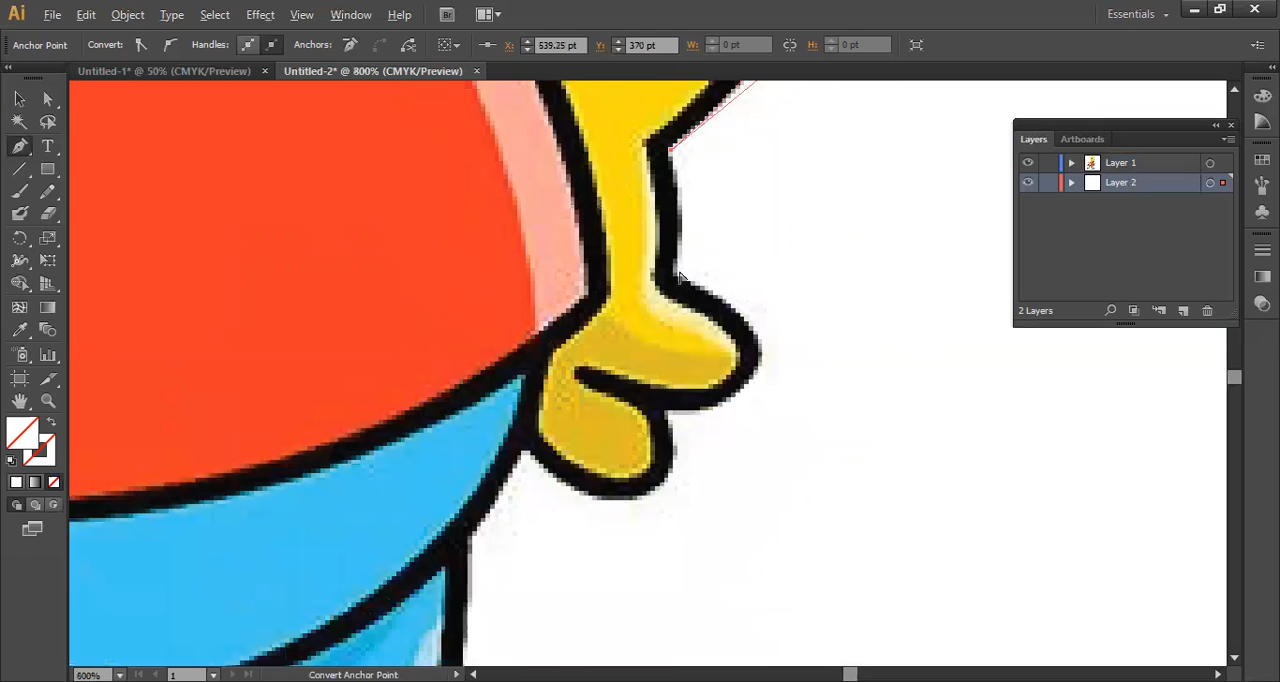 Ai File Edit Object Type Select Effect View Window Help Br Essentials
Anchor Point Convert: Handles: Anchors: X: 539.25 pt Y: 370 pt W: 0 pt H: 0 pt
Untitled-1* @ 50% (CMYK/Preview) × Untitled-2* @ 800% (CMYK/Preview) ×
Layers Artboards
Layer 1
Layer 2
2 Layers
T
600% 1 Convert Anchor Point